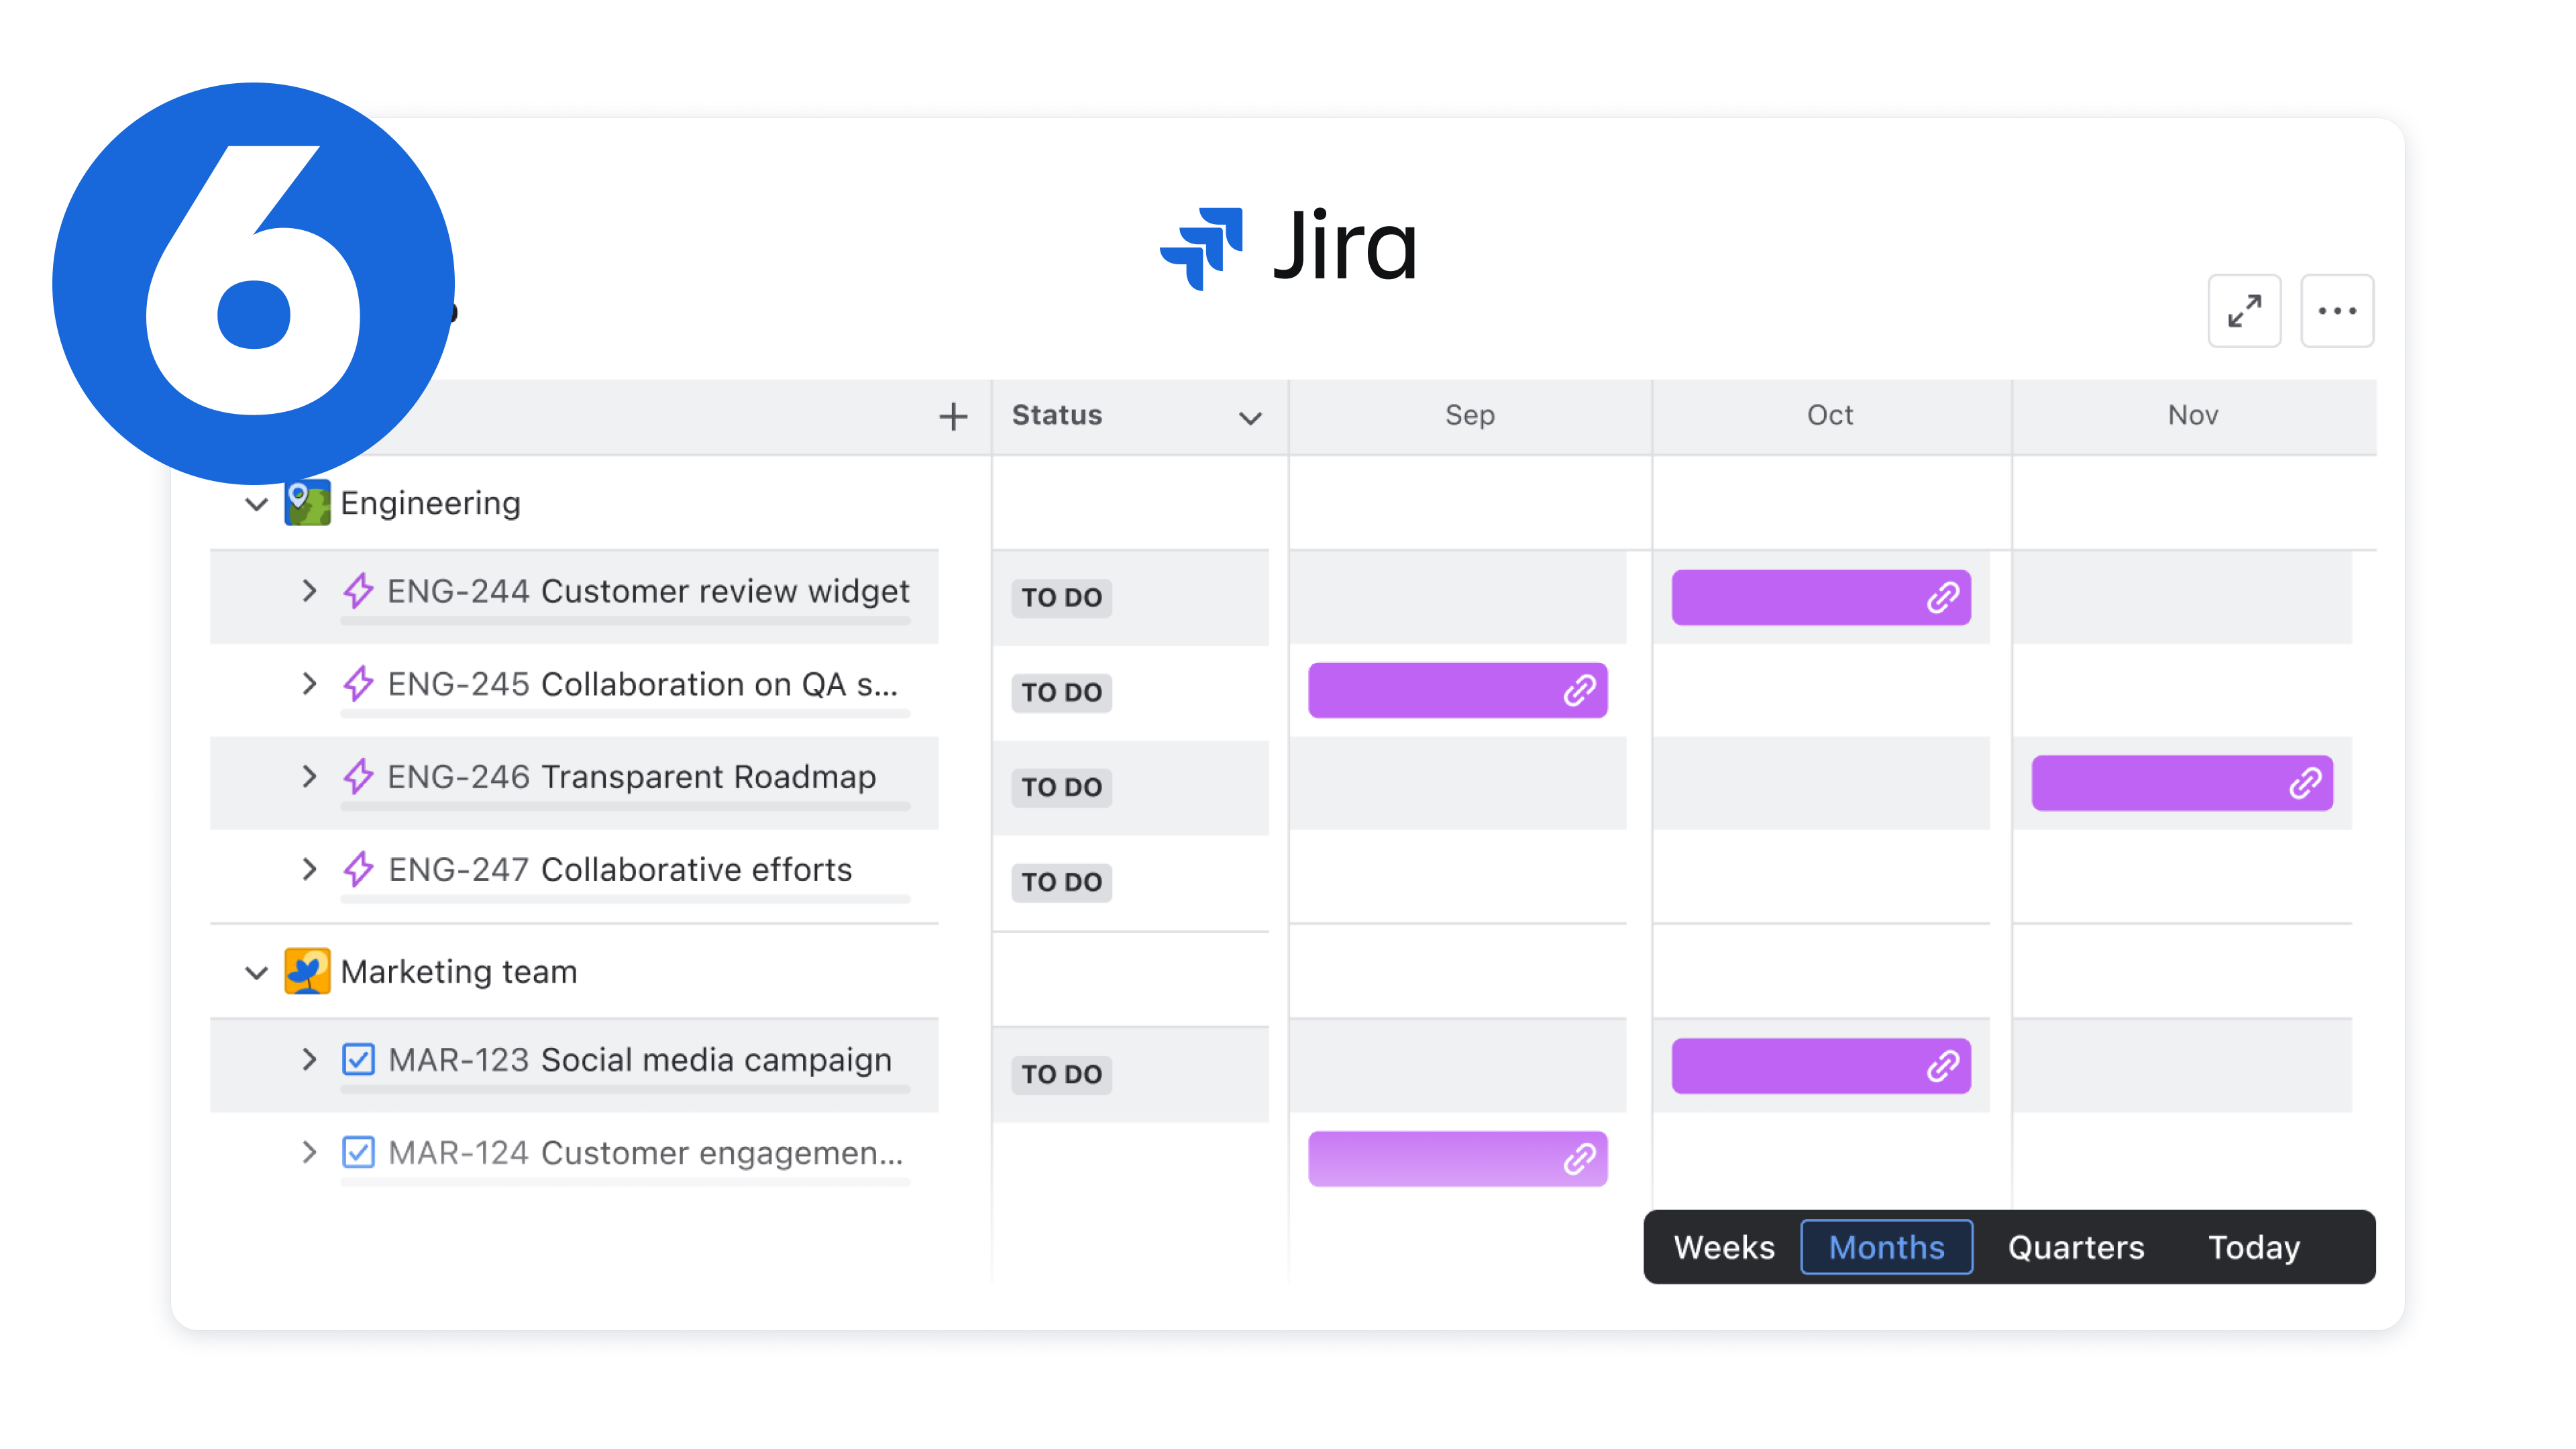 6
Jira
Status Sep Oct Nov
Engineering
ENG-244 Customer review widget TO DO
ENG-245 Collaboration on QA s... TO DO
ENG-246 Transparent Roadmap TO DO
ENG-247 Collaborative efforts TO DO
Marketing team
MAR-123 Social media campaign TO DO
MAR-124 Customer engagemen...
Weeks Months Quarters Today